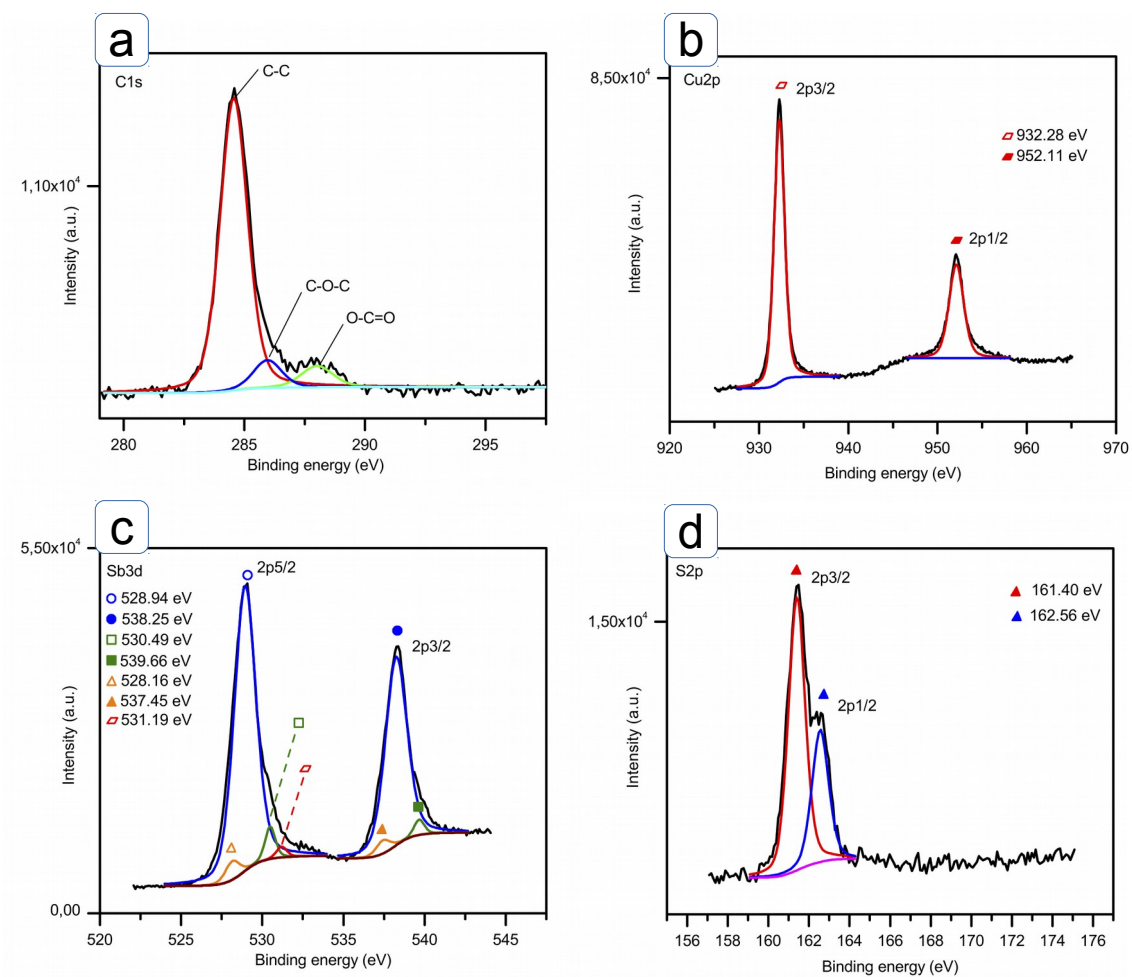 a
C1s
C-C
C-O-C
O-C=O
1,10x10⁴
Intensity (a.u.)
280 285 290 295
Binding energy (eV)
b
8,50x10⁴
Cu2p
2p3/2
932.28 eV
952.11 eV
2p1/2
Intensity (a.u.)
920 930 940 950 960 970
Binding energy (eV)
c
5,50x10⁴
Sb3d
2p5/2
528.94 eV
538.25 eV
530.49 eV
539.66 eV
528.16 eV
537.45 eV
531.19 eV
2p3/2
Intensity (a.u.)
0,00
520 525 530 535 540 545
Binding energy (eV)
d
S2p
2p3/2
161.40 eV
162.56 eV
1,50x10⁴
2p1/2
Intensity (a.u.)
156 158 160 162 164 166 168 170 172 174 176
Binding energy (eV)